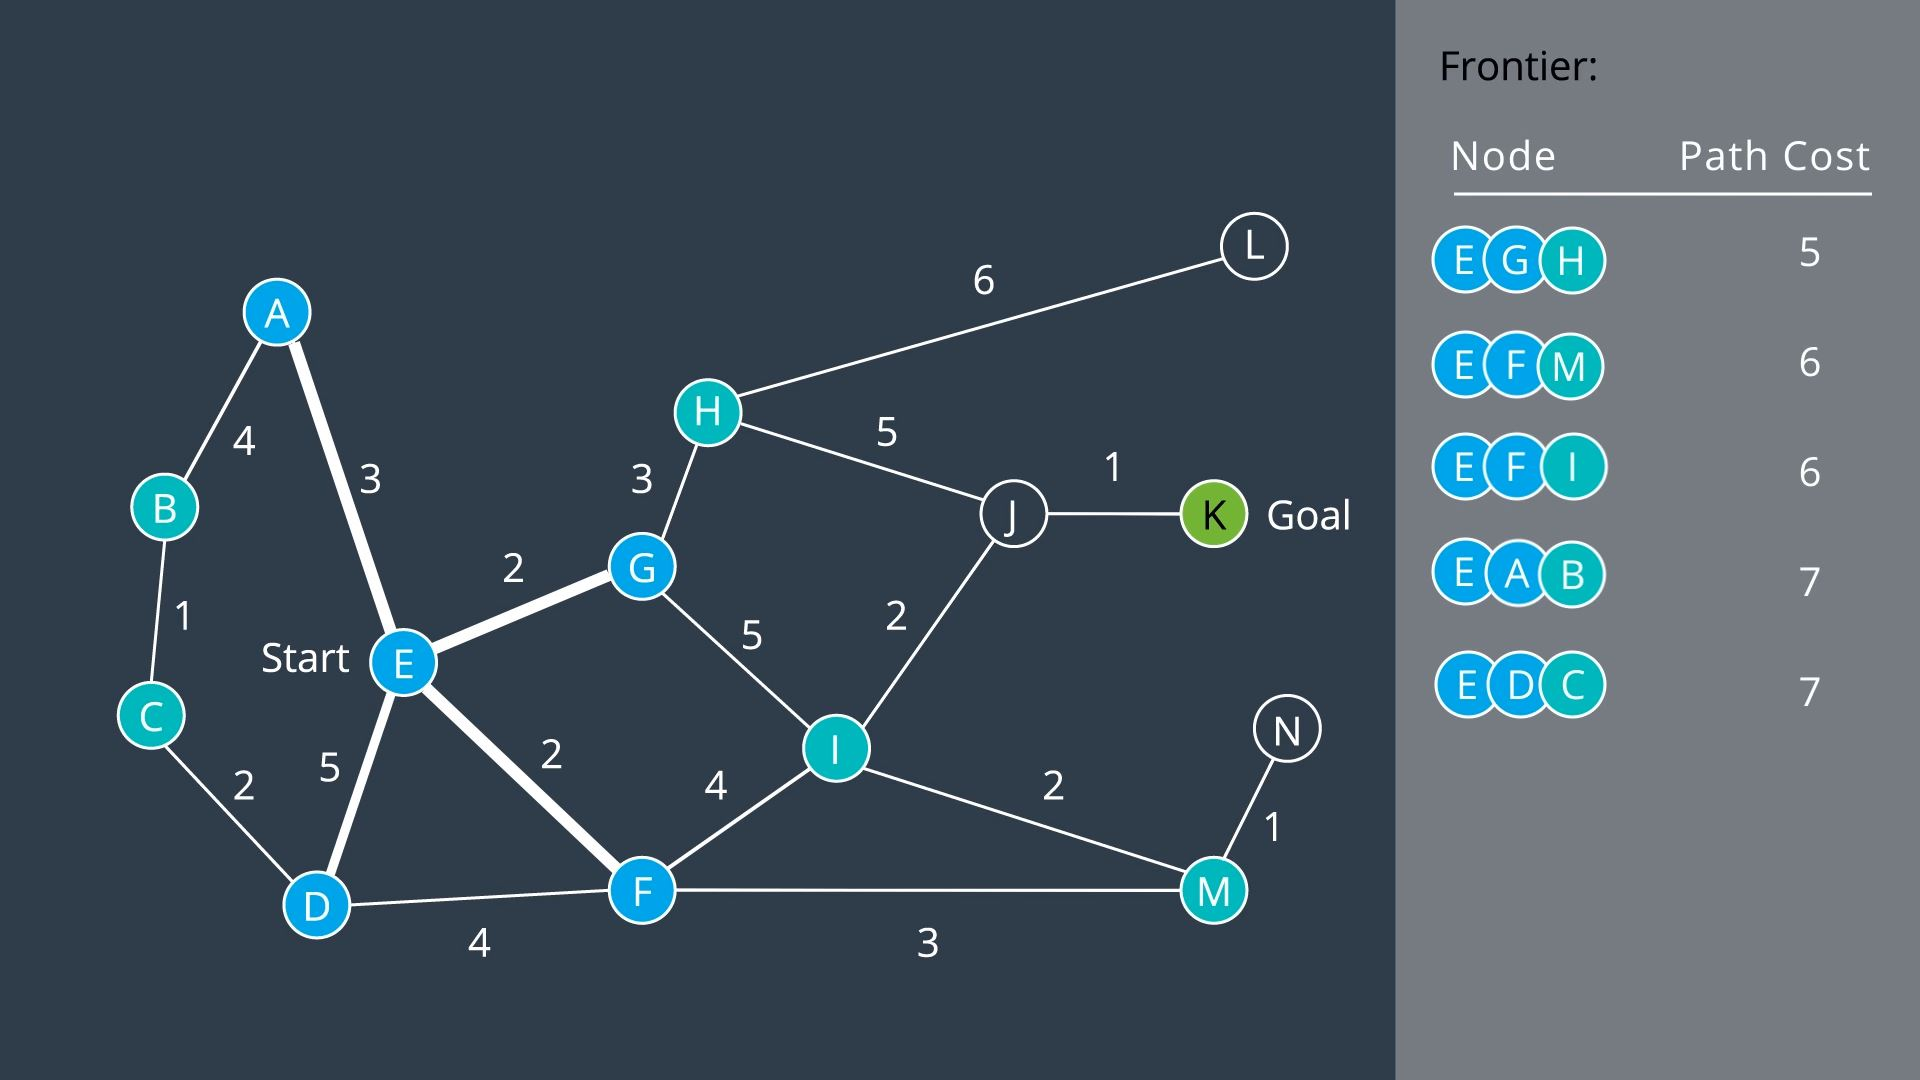 Frontier:
Node Path Cost
E G H 5
E F M 6
E F I 6
E A B 7
E D C 7
L
6
A
H
4
5
3
3
1
B
J
K
Goal
2
G
1
2
5
Start
E
C
N
I
5
2
2
4
2
1
D
F
M
4
3